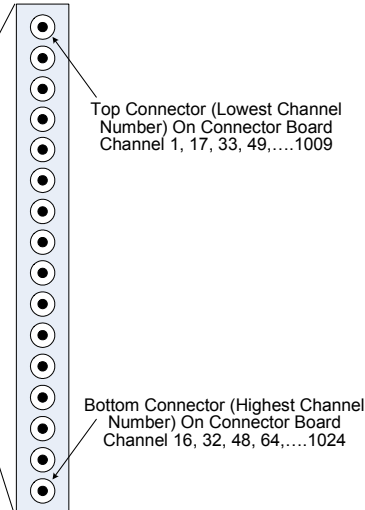 Top Connector (Lowest Channel
Number) On Connector Board
Channel 1, 17, 33, 49,….1009
Bottom Connector (Highest Channel
Number) On Connector Board
Channel 16, 32, 48, 64,….1024